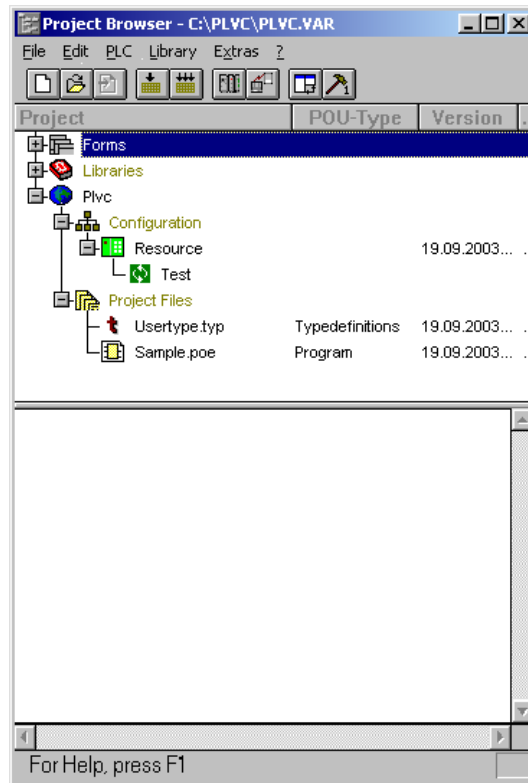 Project Browser - C:\PLVC\PLVC.VAR
File Edit PLC Library Extras ?
Project POU-Type Version .
Forms
Libraries
Plvc
Configuration
Resource 19.09.2003... .
Test
Project Files
t Usertype.typ Typedefinitions 19.09.2003... .
Sample.poe Program 19.09.2003... .
For Help, press F1